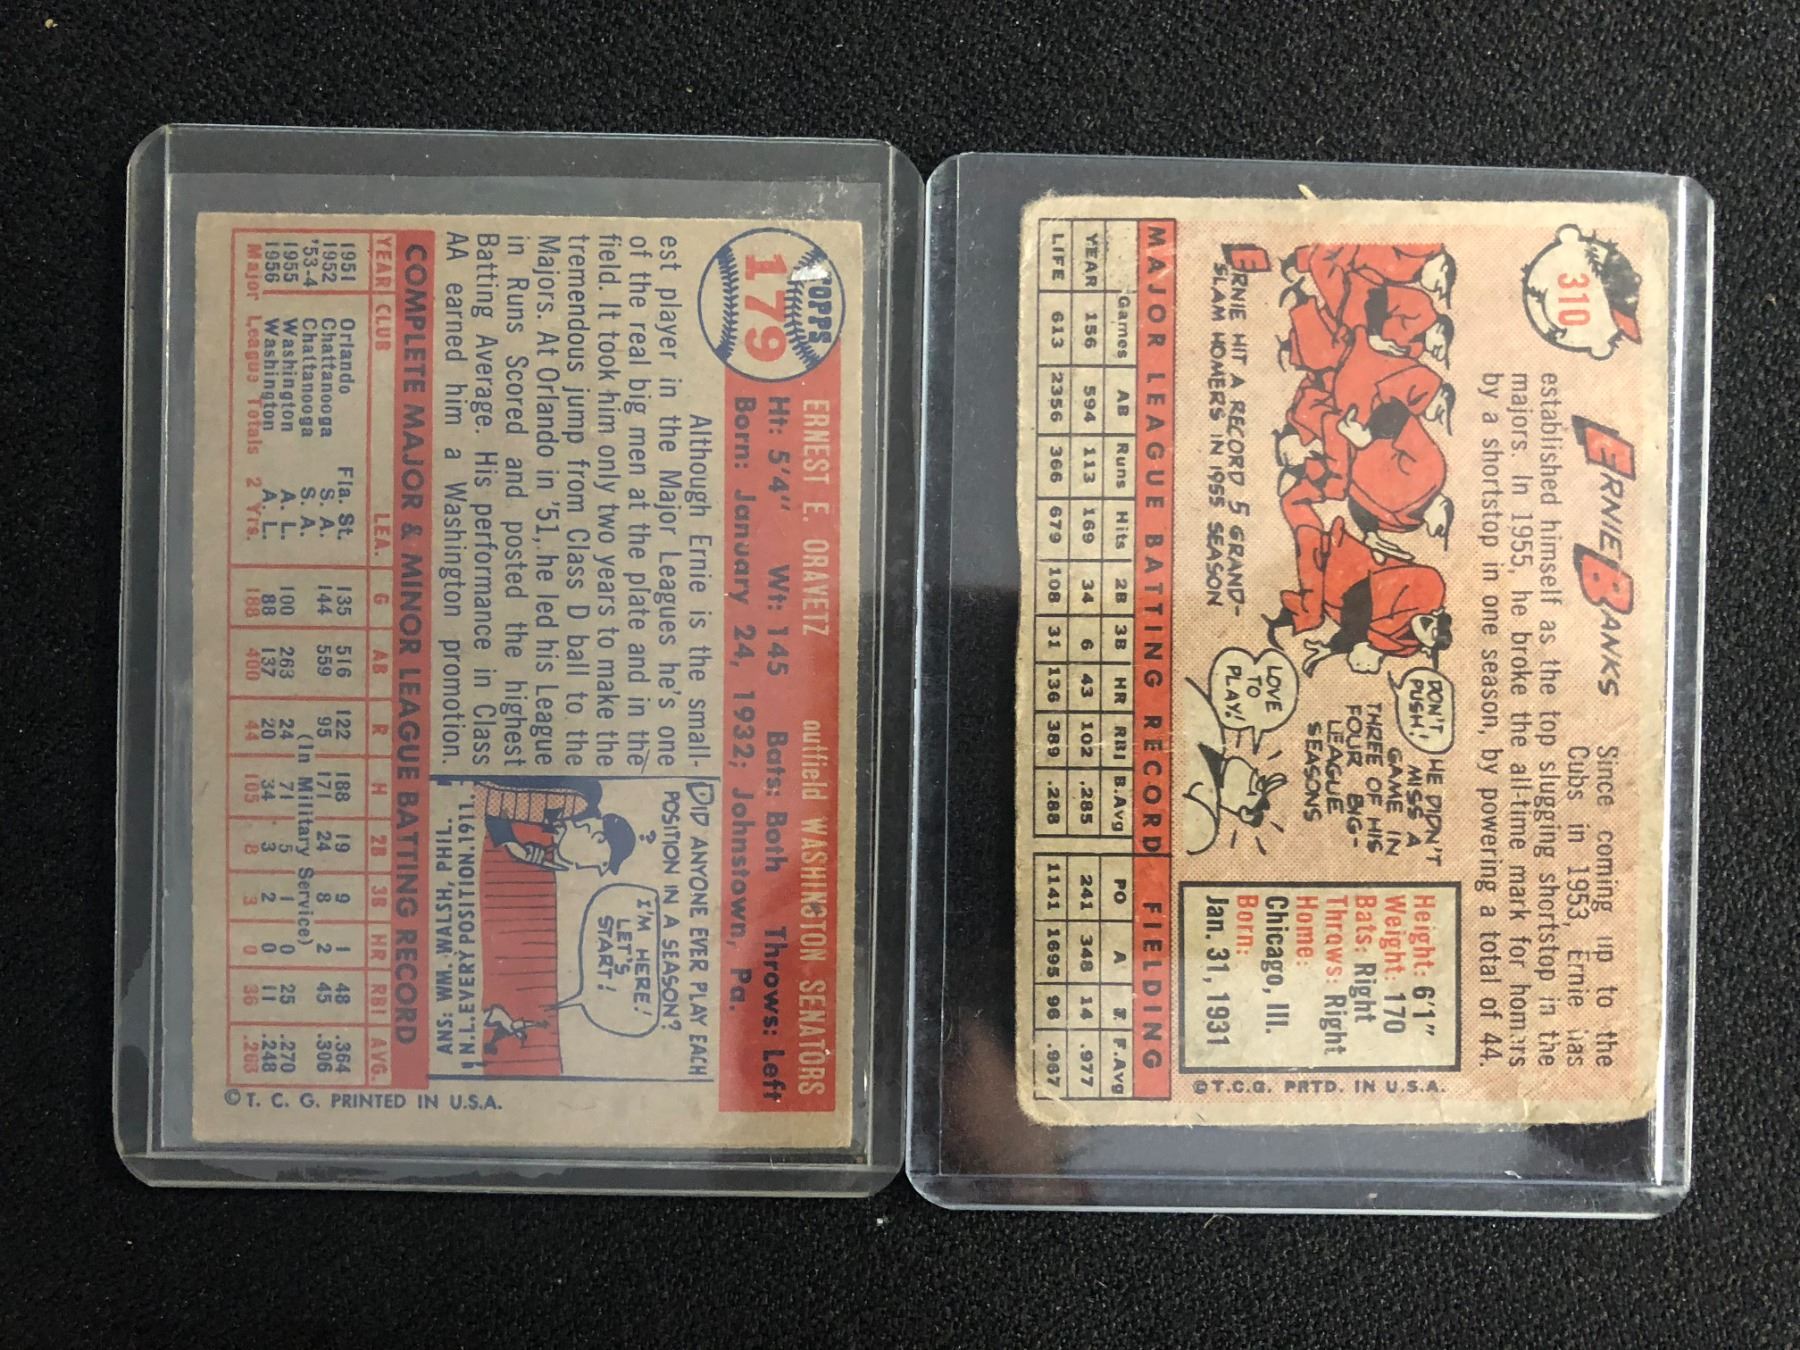 TOPPS
179
ERNEST E. ORAVETZ outfield WASHINGTON SENATORS
Ht: 5'4" Wt: 145 Bats: Both Throws: Left
Born: January 24, 1932; Johnstown, Pa.
Although Ernie is the small-
est player in the Major Leagues he's one
of the real big men at the plate and in the
field. It took him only two years to make the
tremendous jump from Class D ball to the
Majors. At Orlando in '51, he led his League
in Runs Scored and posted the highest
Batting Average. His performance in Class
AA earned him a Washington promotion.
DID ANYONE EVER PLAY EACH
POSITION IN A SEASON?
?
I'M HERE!
LET'S
START!
ANS: WM. WALSH, PHIL.
N.L. EVERY POSITION, 1911.
COMPLETE MAJOR & MINOR LEAGUE BATTING RECORD
YEAR CLUB LEA. G AB R H 2B 3B HR RBI AVG.
1951 Orlando Fla. St. 135 516 122 188 19 9 1 48 .364
1952 Chattanooga S. A. 144 559 95 171 24 8 2 45 .306
'53-4 Chattanooga S. A. (In Military Service)
1955 Washington A. L. 100 263 24 71 5 1 0 25 .270
1956 Washington A. L. 88 137 20 34 3 2 0 11 .248
Major League Totals 2 Yrs. 188 400 44 105 8 3 0 36 .263
©T. C. G. PRINTED IN U.S.A.
310
ERNIE BANKS
Since coming up to the
Cubs in 1953, Ernie has
established himself as the top slugging shortstop in the
majors. In 1955, he broke the all-time mark for homers
by a shortstop in one season, by powering a total of 44.
DON'T
PUSH!
HE DIDN'T
MISS A
GAME IN
THREE OF HIS
FOUR BIG-
LEAGUE
SEASONS
ERNIE HIT A RECORD 5 GRAND-
SLAM HOMERS IN 1955 SEASON
LOVE
TO
PLAY!
Height: 6'1"
Weight: 170
Bats: Right
Throws: Right
Home:
Chicago, Ill.
Born:
Jan. 31, 1931
©T.C.G. PRTD. IN U.S.A.
MAJOR LEAGUE BATTING RECORD FIELDING
Games AB Runs Hits 2B 3B HR RBI B.Avg PO A E. F.Avg
YEAR 156 594 113 169 34 6 43 102 .285 241 348 14 .977
LIFE 613 2356 366 679 108 31 136 389 .288 1141 1695 96 .967